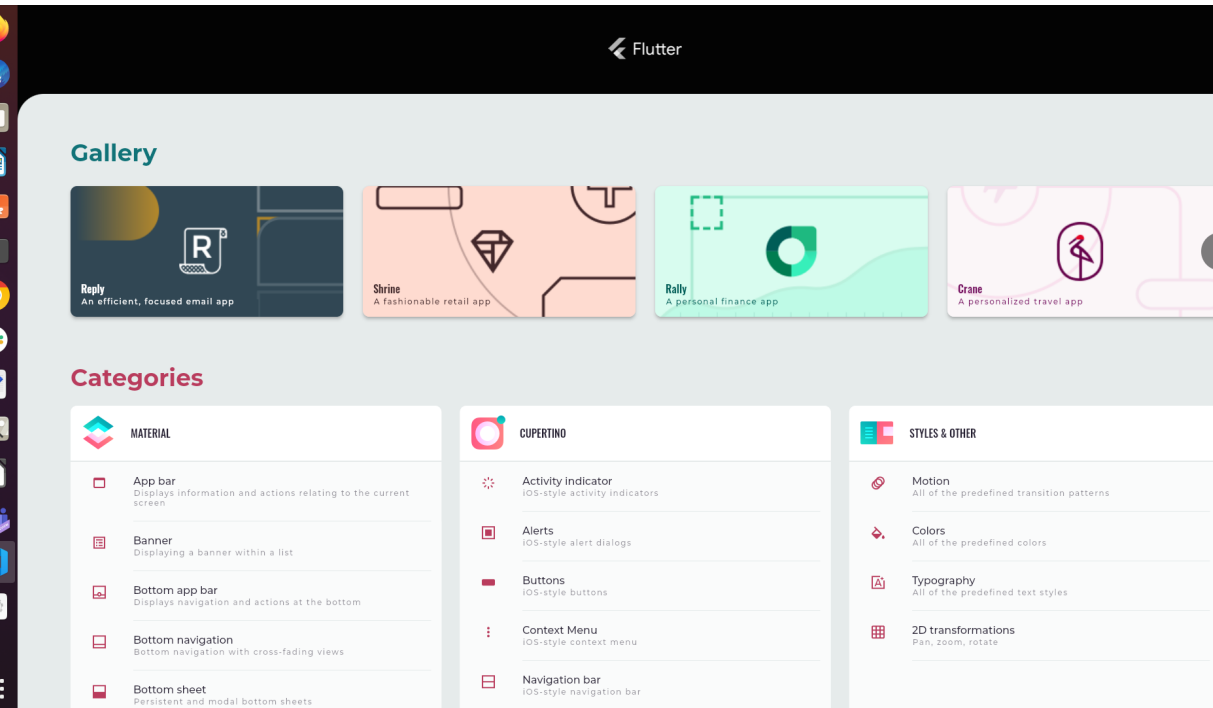 Flutter
Gallery
R
Reply
An efficient, focused email app
Shrine
A fashionable retail app
Rally
A personal finance app
Crane
A personalized travel app
Categories
MATERIAL
App bar
Displays information and actions relating to the current
screen
Banner
Displaying a banner within a list
Bottom app bar
Displays navigation and actions at the bottom
Bottom navigation
Bottom navigation with cross-fading views
Bottom sheet
Persistent and modal bottom sheets
CUPERTINO
Activity indicator
iOS-style activity indicators
Alerts
iOS-style alert dialogs
Buttons
iOS-style buttons
Context Menu
iOS-style context menu
Navigation bar
iOS-style navigation bar
STYLES & OTHER
Motion
All of the predefined transition patterns
Colors
All of the predefined colors
Typography
All of the predefined text styles
2D transformations
Pan, zoom, rotate